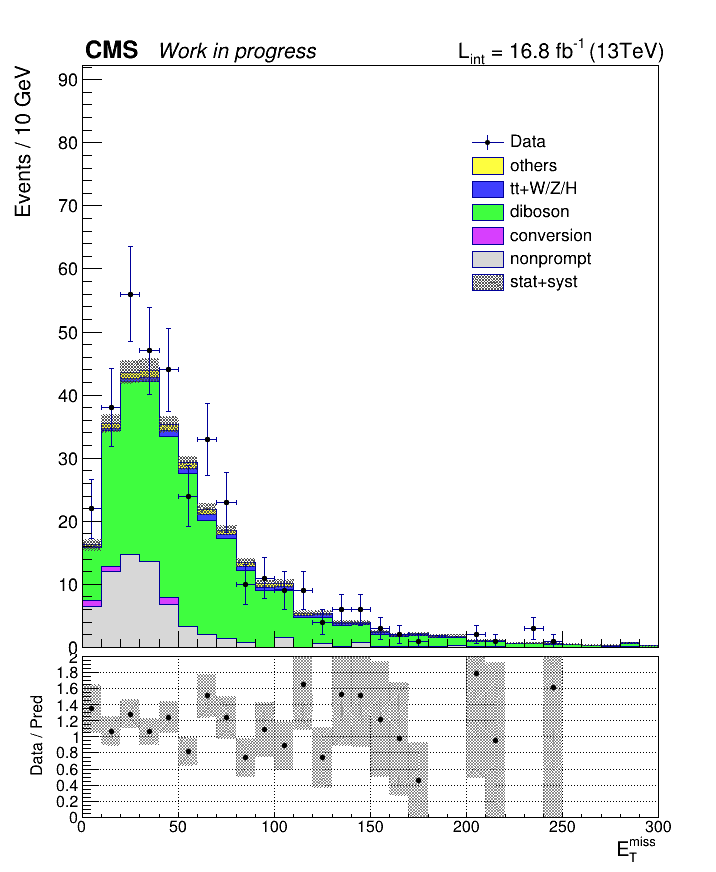 CMS Work in progress L_int = 16.8 fb^-1 (13TeV)
Events / 10 GeV
90
80
70
60
50
40
30
20
10
0
Data
others
tt+W/Z/H
diboson
conversion
nonprompt
stat+syst
Data / Pred
2
1.8
1.6
1.4
1.2
1
0.8
0.6
0.4
0.2
0
0 50 100 150 200 250 300
E_T^miss